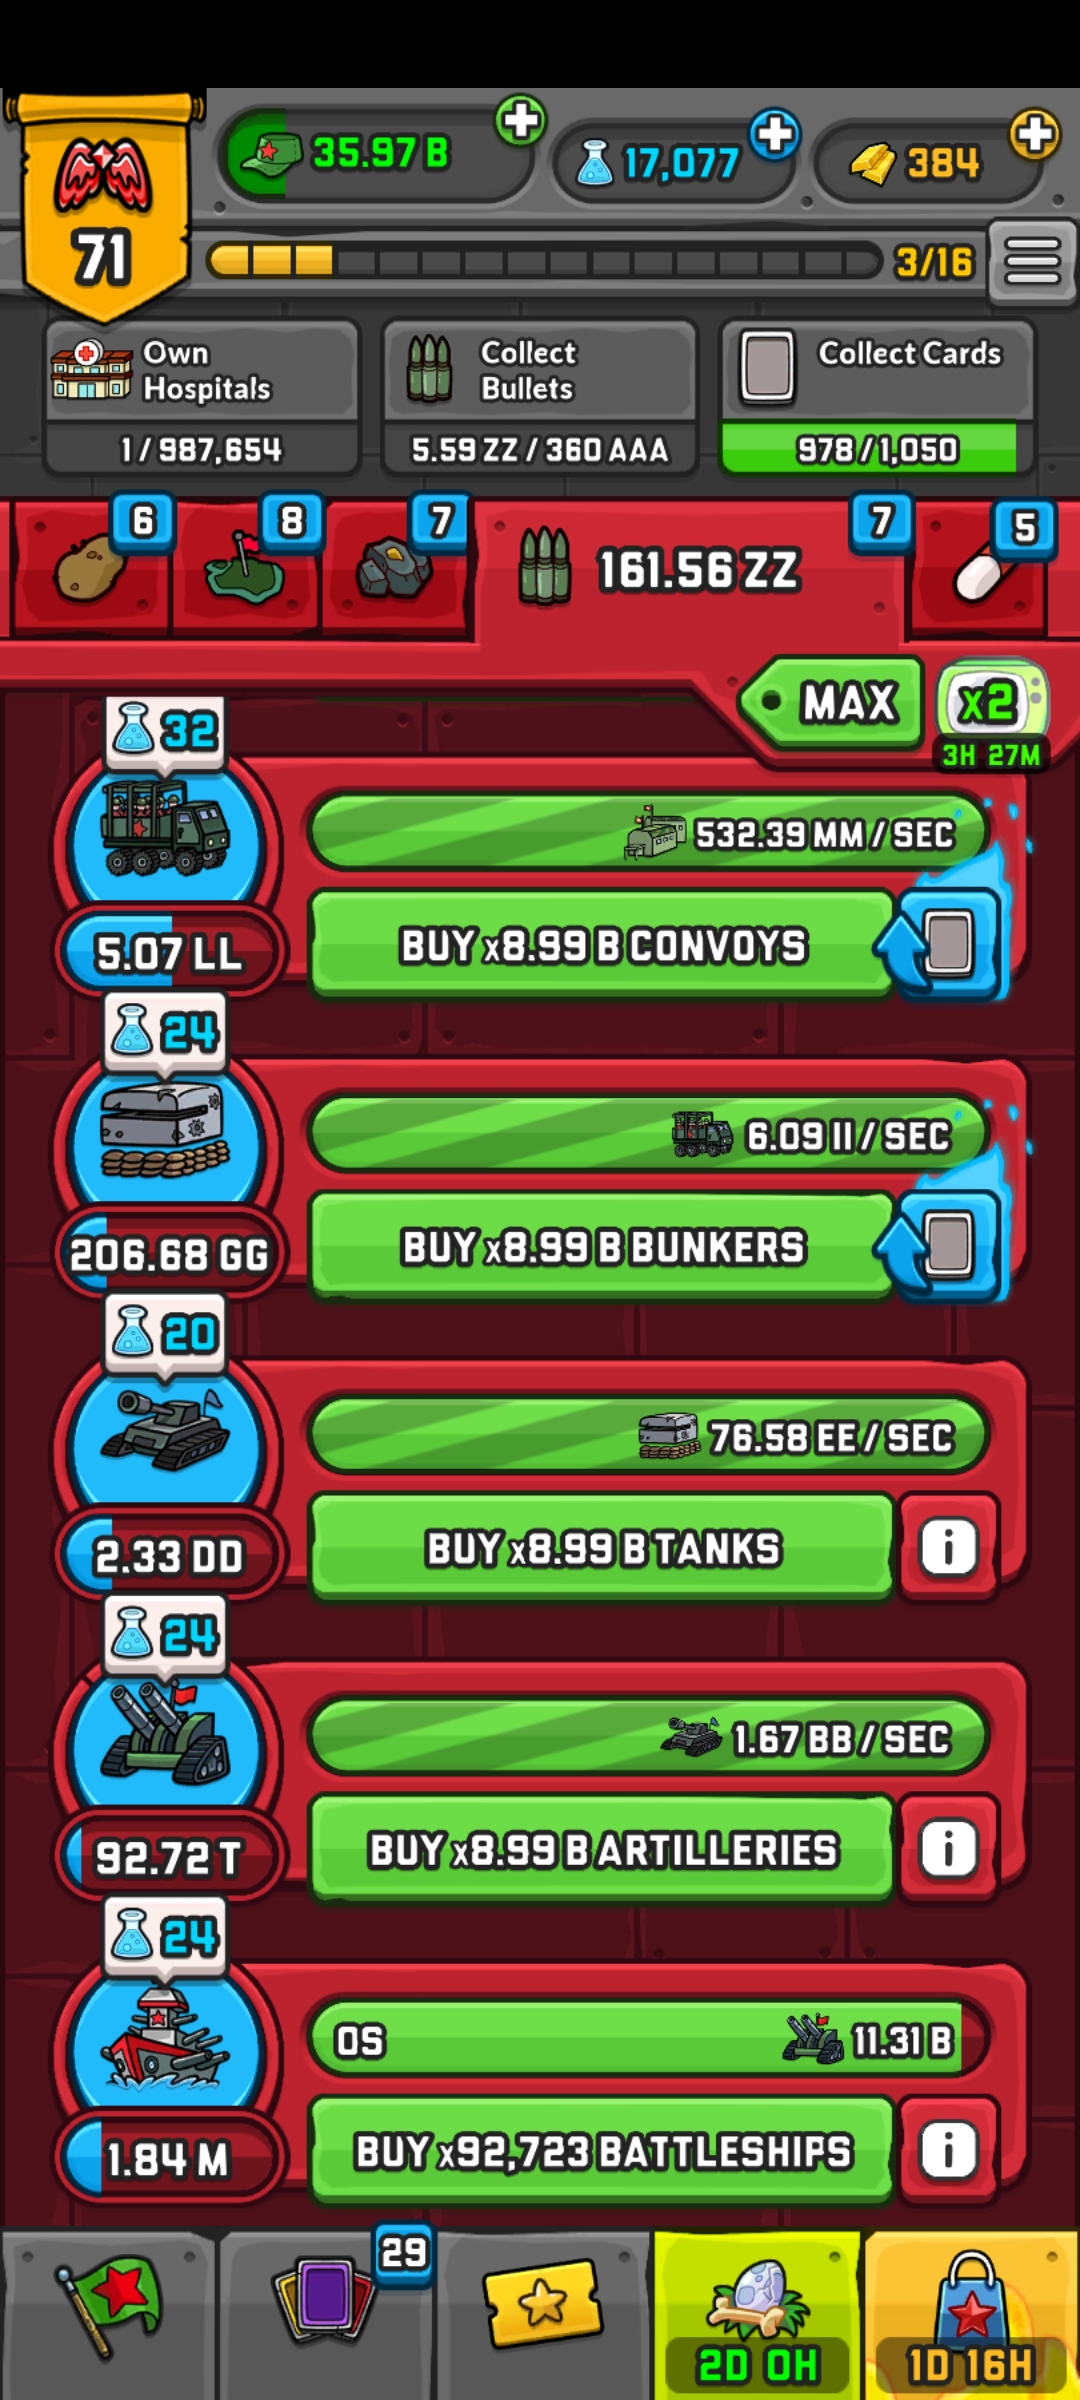 35.97 B
17,077
384
71
3/16
Own
Hospitals
1/987,654
Collect
Bullets
5.59 ZZ/360 AAA
Collect Cards
978/1,050
6
8
7
161.56 ZZ
7
5
MAX
x2
3H 27M
32
532.39 MM/SEC
5.07 LL
BUY x8.99 B CONVOYS
24
6.09 II/SEC
206.68 GG
BUY x8.99 B BUNKERS
20
76.58 EE/SEC
2.33 DD
BUY x8.99 B TANKS
i
24
1.67 BB/SEC
92.72 T
BUY x8.99 B ARTILLERIES
i
24
0S
11.31 B
1.84 M
BUY x92,723 BATTLESHIPS
i
29
2D 0H
1D 16H